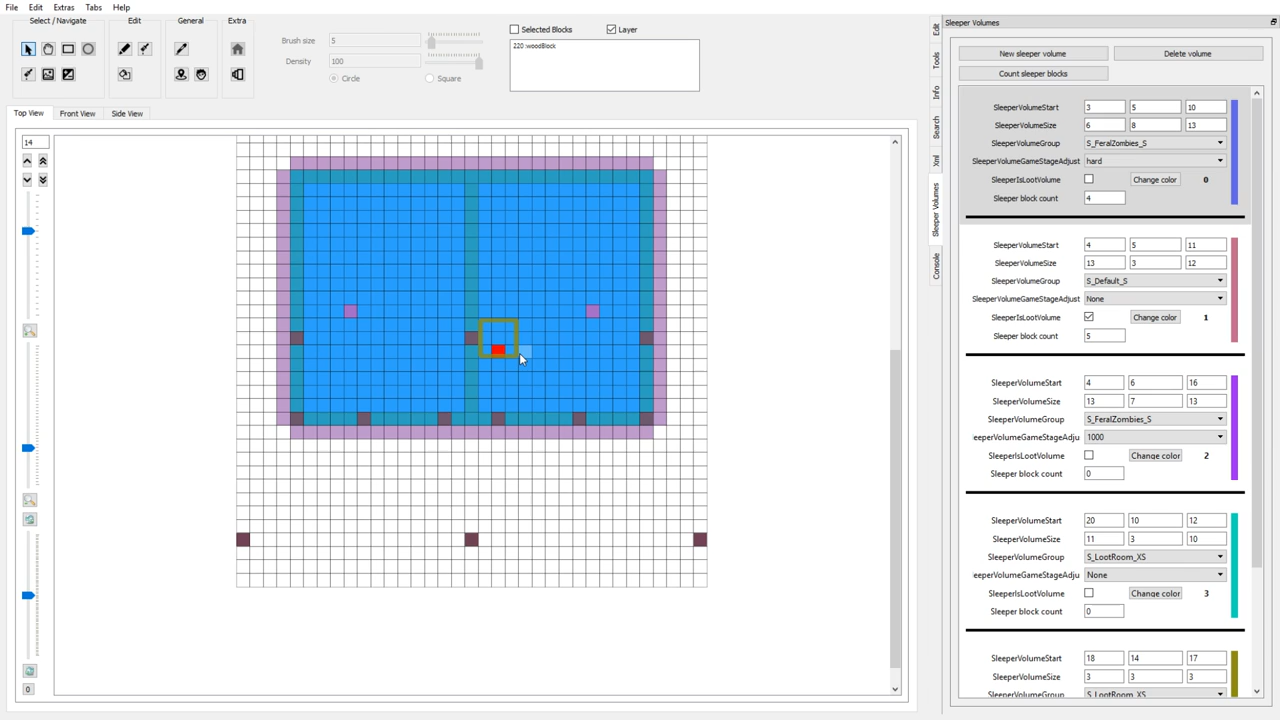 File Edit Extras Tabs Help
Select / Navigate
Edit
General
Extra
Brush size 5
Density 100
Circle Square
Selected Blocks Layer
220 :woodBlock
Top View Front View Side View
14
0
Edit
Tools
Info
Search
Xml
Sleeper Volumes
Console
Sleeper Volumes
New sleeper volume Delete volume
Count sleeper blocks
SleeperVolumeStart 3 5 10
SleeperVolumeSize 6 8 13
SleeperVolumeGroup S_FeralZombies_S
SleeperVolumeGameStageAdjust hard
SleeperIsLootVolume Change color 0
Sleeper block count 4
SleeperVolumeStart 4 5 11
SleeperVolumeSize 13 3 12
SleeperVolumeGroup S_Default_S
SleeperVolumeGameStageAdjust None
SleeperIsLootVolume Change color 1
Sleeper block count 5
SleeperVolumeStart 4 6 16
SleeperVolumeSize 13 7 13
SleeperVolumeGroup S_FeralZombies_S
eeperVolumeGameStageAdju 1000
SleeperIsLootVolume Change color 2
Sleeper block count 0
SleeperVolumeStart 20 10 12
SleeperVolumeSize 11 3 10
SleeperVolumeGroup S_LootRoom_XS
eeperVolumeGameStageAdju None
SleeperIsLootVolume Change color 3
Sleeper block count 0
SleeperVolumeStart 18 14 17
SleeperVolumeSize 3 3 3
SleeperVolumeGroup S_LootRoom_XS